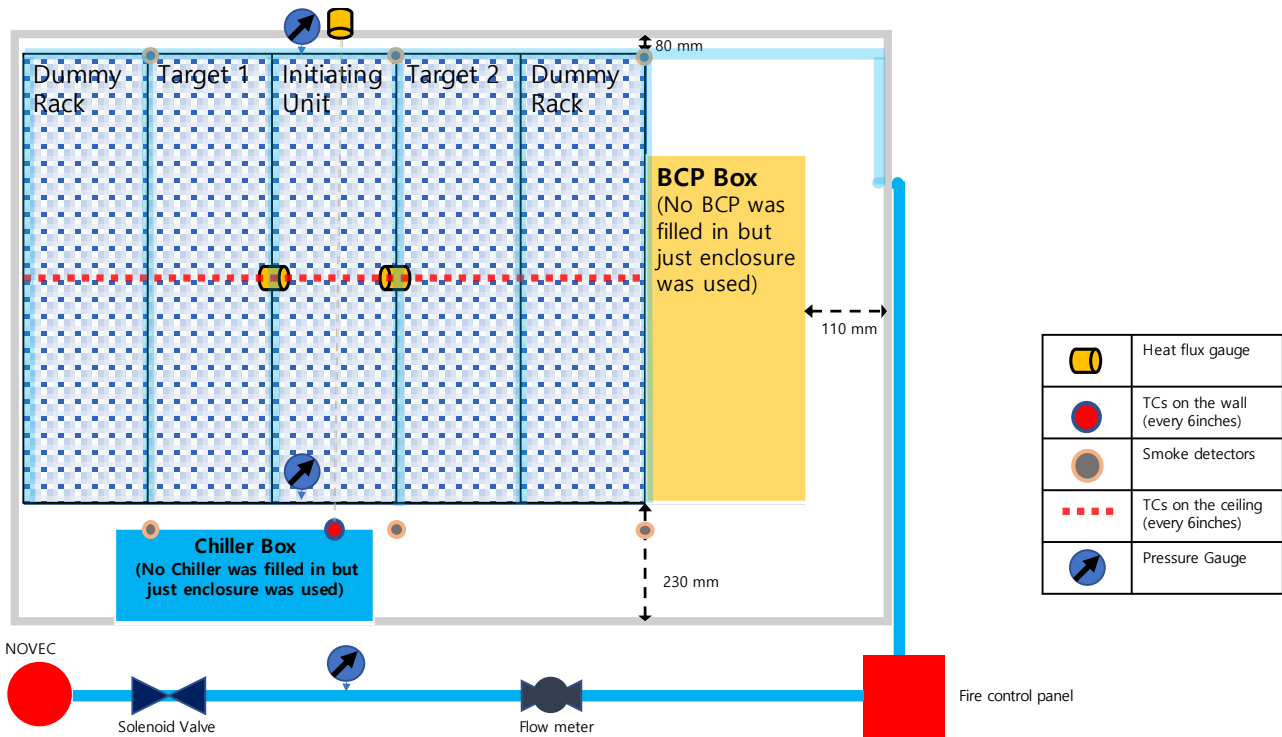 80 mm
Dummy
Rack
Target 1
Initiating
Unit
Target 2
Dummy
Rack
BCP Box
(No BCP was
filled in but
just enclosure
was used)
110 mm
Heat flux gauge
TCs on the wall
(every 6inches)
Smoke detectors
TCs on the ceiling
(every 6inches)
Pressure Gauge
Chiller Box
(No Chiller was filled in but
just enclosure was used)
230 mm
NOVEC
Solenoid Valve
Flow meter
Fire control panel